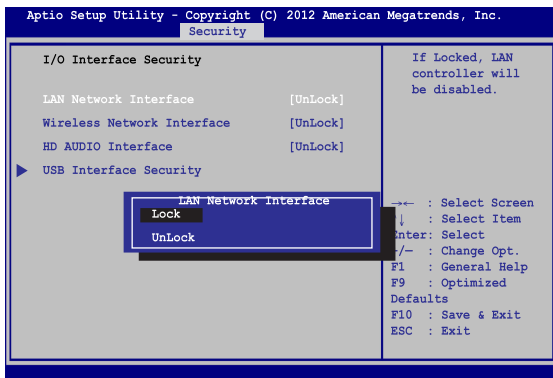 Aptio Setup Utility - Copyright (C) 2012 American Megatrends, Inc.
Security
I/O Interface Security
LAN Network Interface [UnLock]
Wireless Network Interface [UnLock]
HD AUDIO Interface [UnLock]
USB Interface Security
If Locked, LAN
controller will
be disabled.
LAN Network Interface
Lock
UnLock
→← : Select Screen
↓ : Select Item
Enter: Select
+/— : Change Opt.
F1 : General Help
F9 : Optimized
Defaults
F10 : Save & Exit
ESC : Exit